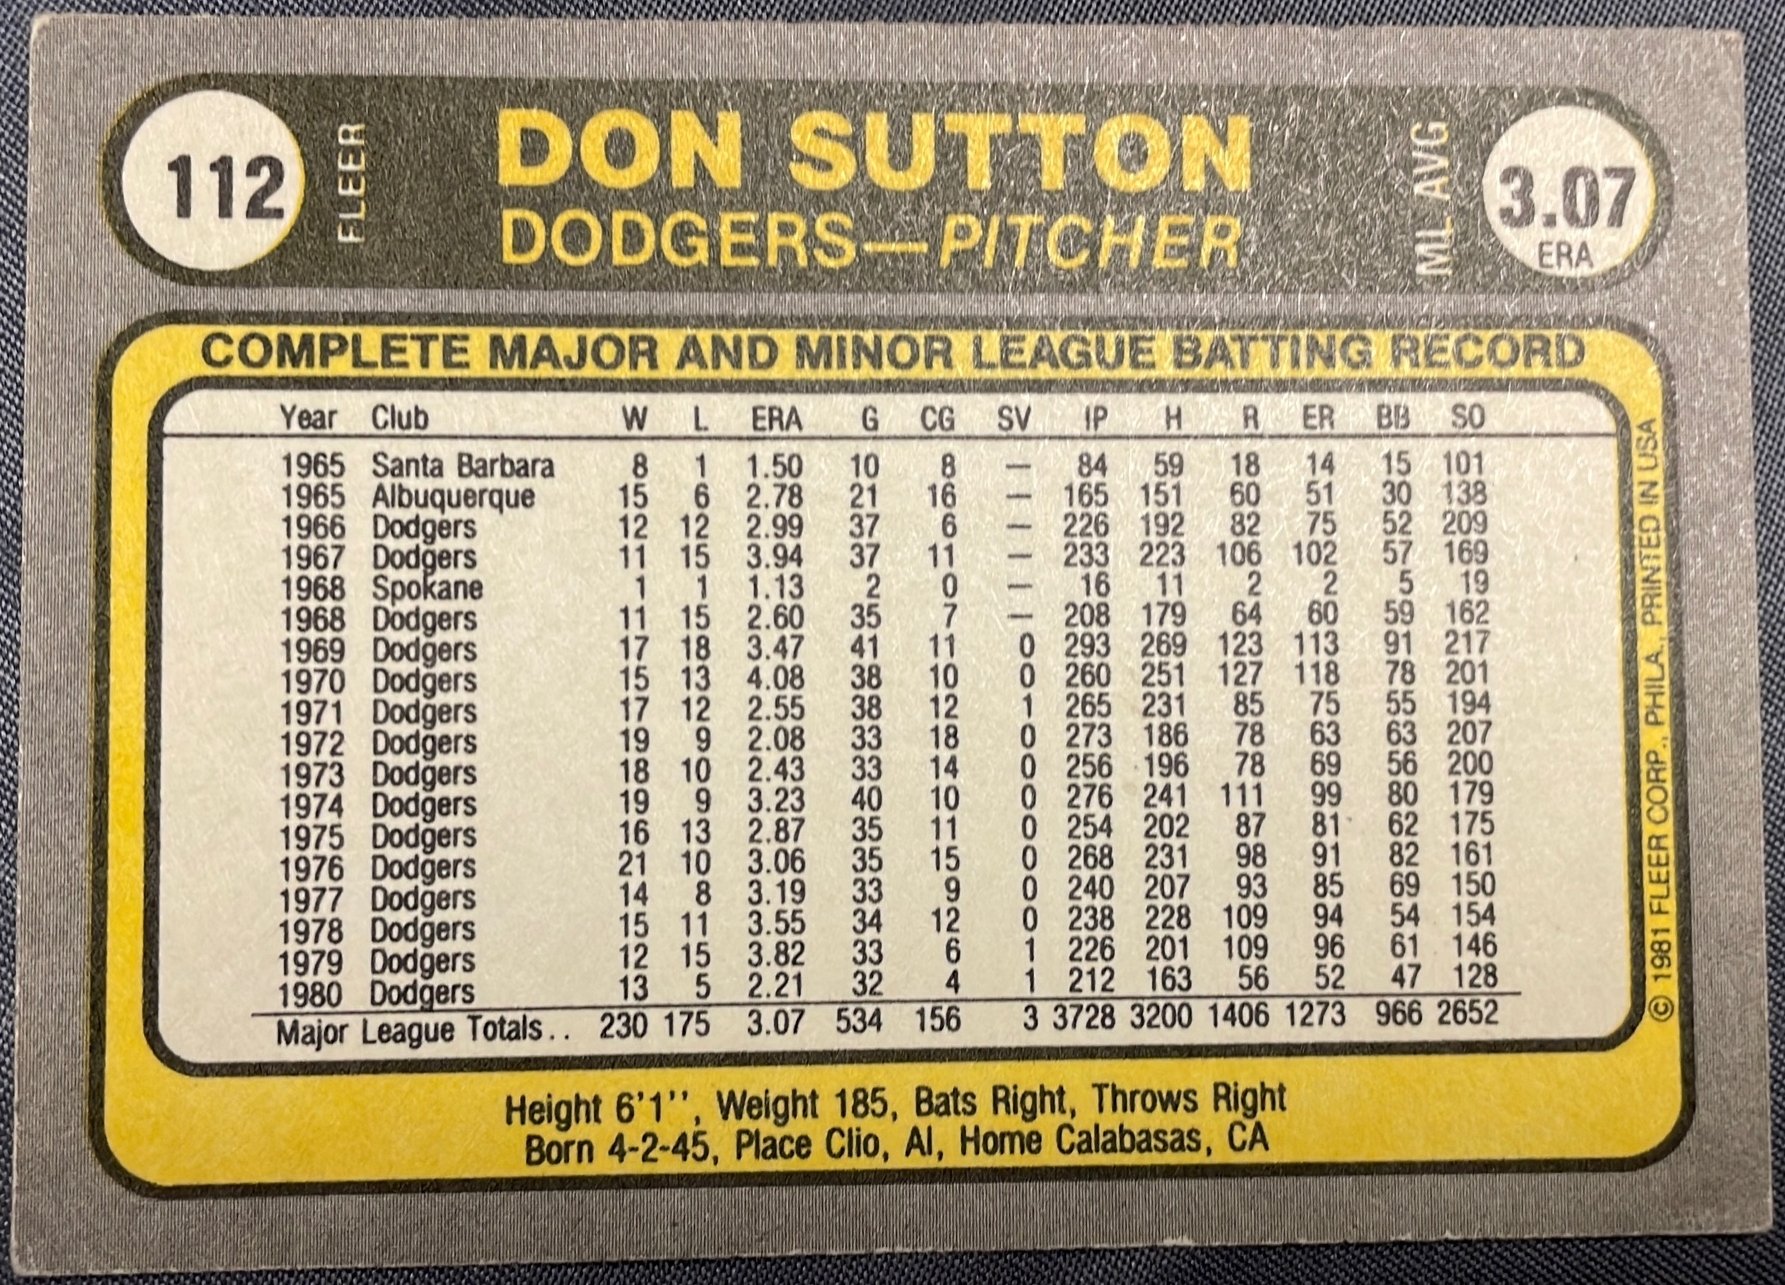 112 FLEER DON SUTTON ML AVG 3.07
DODGERS—PITCHER ERA
COMPLETE MAJOR AND MINOR LEAGUE BATTING RECORD
Year Club W L ERA G CG SV IP H R ER BB SO
1965 Santa Barbara 8 1 1.50 10 8 — 84 59 18 14 15 101
1965 Albuquerque 15 6 2.78 21 16 — 165 151 60 51 30 138
1966 Dodgers 12 12 2.99 37 6 — 226 192 82 75 52 209
1967 Dodgers 11 15 3.94 37 11 — 233 223 106 102 57 169
1968 Spokane 1 1 1.13 2 0 — 16 11 2 2 5 19
1968 Dodgers 11 15 2.60 35 7 — 208 179 64 60 59 162
1969 Dodgers 17 18 3.47 41 11 0 293 269 123 113 91 217
1970 Dodgers 15 13 4.08 38 10 0 260 251 127 118 78 201
1971 Dodgers 17 12 2.55 38 12 1 265 231 85 75 55 194
1972 Dodgers 19 9 2.08 33 18 0 273 186 78 63 63 207
1973 Dodgers 18 10 2.43 33 14 0 256 196 78 69 56 200
1974 Dodgers 19 9 3.23 40 10 0 276 241 111 99 80 179
1975 Dodgers 16 13 2.87 35 11 0 254 202 87 81 62 175
1976 Dodgers 21 10 3.06 35 15 0 268 231 98 91 82 161
1977 Dodgers 14 8 3.19 33 9 0 240 207 93 85 69 150
1978 Dodgers 15 11 3.55 34 12 0 238 228 109 94 54 154
1979 Dodgers 12 15 3.82 33 6 1 226 201 109 96 61 146
1980 Dodgers 13 5 2.21 32 4 1 212 163 56 52 47 128
Major League Totals.. 230 175 3.07 534 156 3 3728 3200 1406 1273 966 2652
Height 6'1'', Weight 185, Bats Right, Throws Right
Born 4-2-45, Place Clio, Al, Home Calabasas, CA
© 1981 FLEER CORP., PHILA., PRINTED IN USA